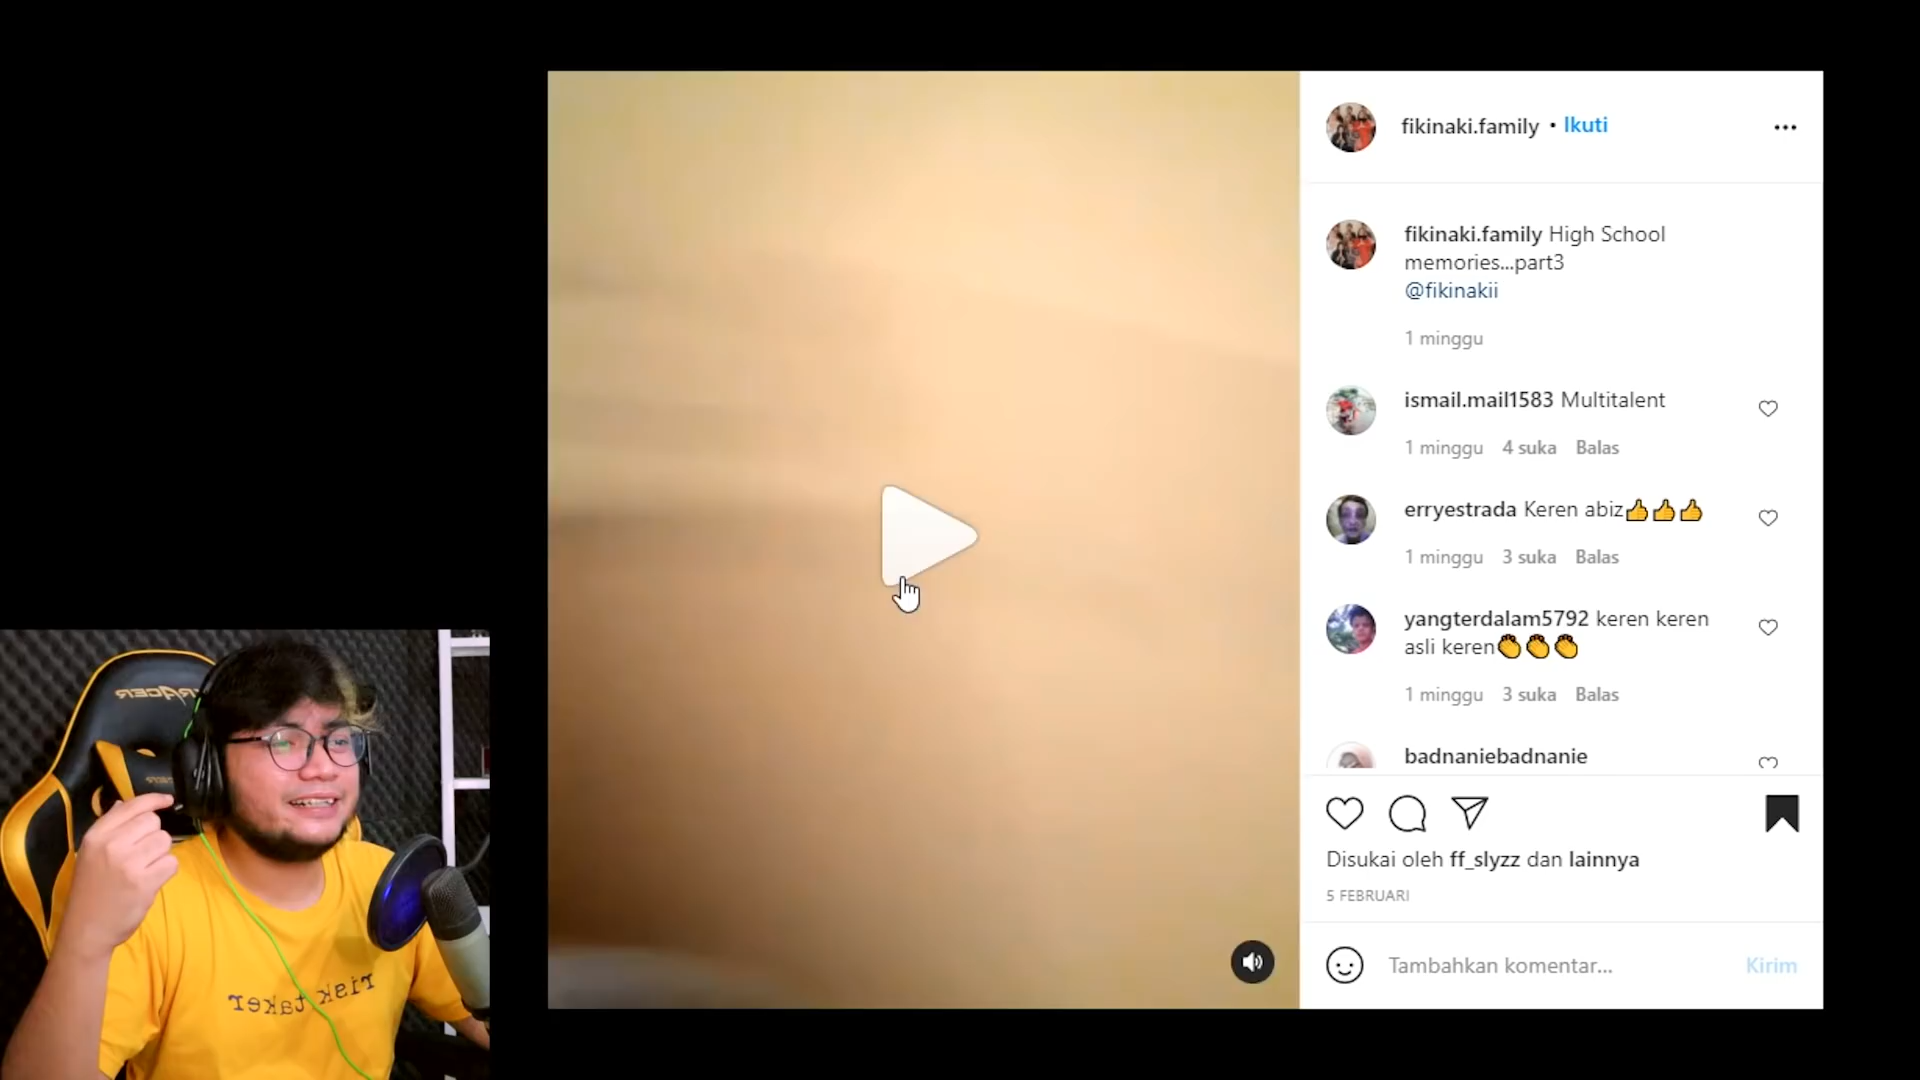 fikinaki.family • Ikuti
fikinaki.family High School
memories...part3
@fikinakii
1 minggu
ismail.mail1583 Multitalent
1 minggu 4 suka Balas
erryestrada Keren abiz👍👍👍
1 minggu 3 suka Balas
yangterdalam5792 keren keren
asli keren👏👏👏
1 minggu 3 suka Balas
badnaniebadnanie
Disukai oleh ff_slyzz dan lainnya
5 FEBRUARI
Tambahkan komentar... Kirim
risk taker